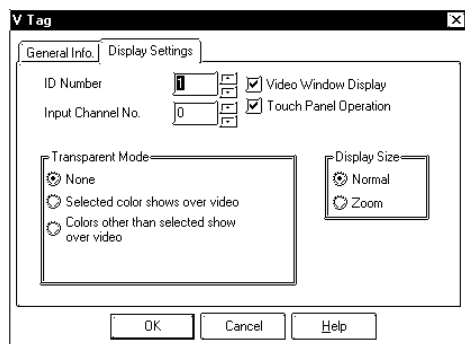 V Tag
General Info. Display Settings
ID Number 1 Video Window Display
Input Channel No. 0 Touch Panel Operation
Transparent Mode
None
Selected color shows over video
Colors other than selected show
over video
Display Size
Normal
Zoom
OK Cancel Help